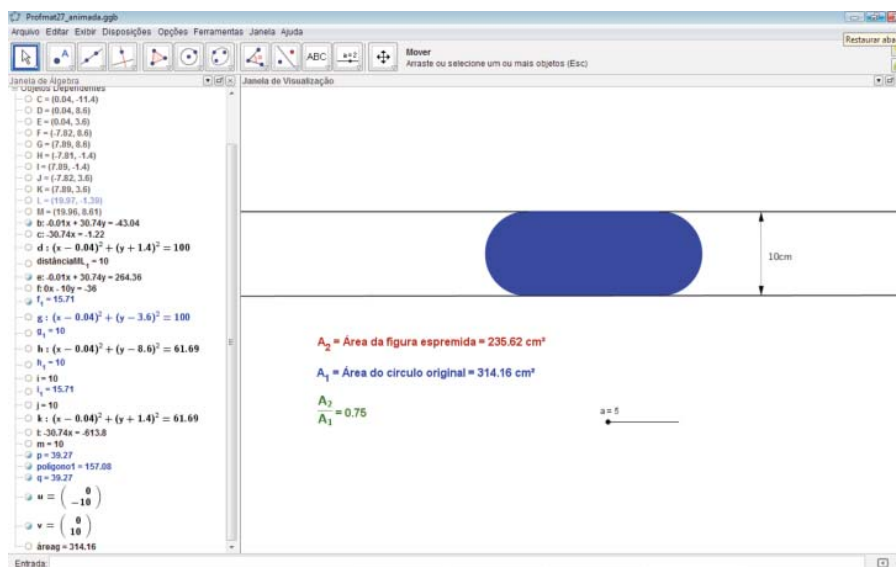 Profmat27_animada.ggb
Arquivo Editar Exibir Disposições Opções Ferramentas Janela Ajuda
Restaurar aba
ABC
a=2
Mover
Arraste ou selecione um ou mais objetos (Esc)
Janela de Álgebra
Janela de Visualização
Objetos Dependentes
C = (0.04, -11.4)
D = (0.04, 8.6)
E = (0.04, 3.6)
F = (-7.82, 8.6)
G = (7.89, 8.6)
H = (-7.81, -1.4)
I = (7.89, -1.4)
J = (-7.82, 3.6)
K = (7.89, 3.6)
L = (19.97, -1.39)
M = (19.96, 8.61)
b: -0.01x + 30.74y = -43.04
c: -30.74x = -1.22
d : (x − 0.04)² + (y + 1.4)² = 100
distânciaML₁ = 10
e: -0.01x + 30.74y = 264.36
f: 0x - 10y = -36
f₁ = 15.71
g : (x − 0.04)² + (y − 3.6)² = 100
g₁ = 10
h : (x − 0.04)² + (y − 8.6)² = 61.69
h₁ = 10
i = 10
i₁ = 15.71
j = 10
k : (x − 0.04)² + (y + 1.4)² = 61.69
l: -30.74x = -613.8
m = 10
p = 39.27
polígono1 = 157.08
q = 39.27
u = ( 0
-10 )
v = ( 0
10 )
áreag = 314.16
10cm
A₂ = Área da figura espremida = 235.62 cm²
A₁ = Área do círculo original = 314.16 cm²
A₂/A₁ = 0.75
a = 5
Entrada: